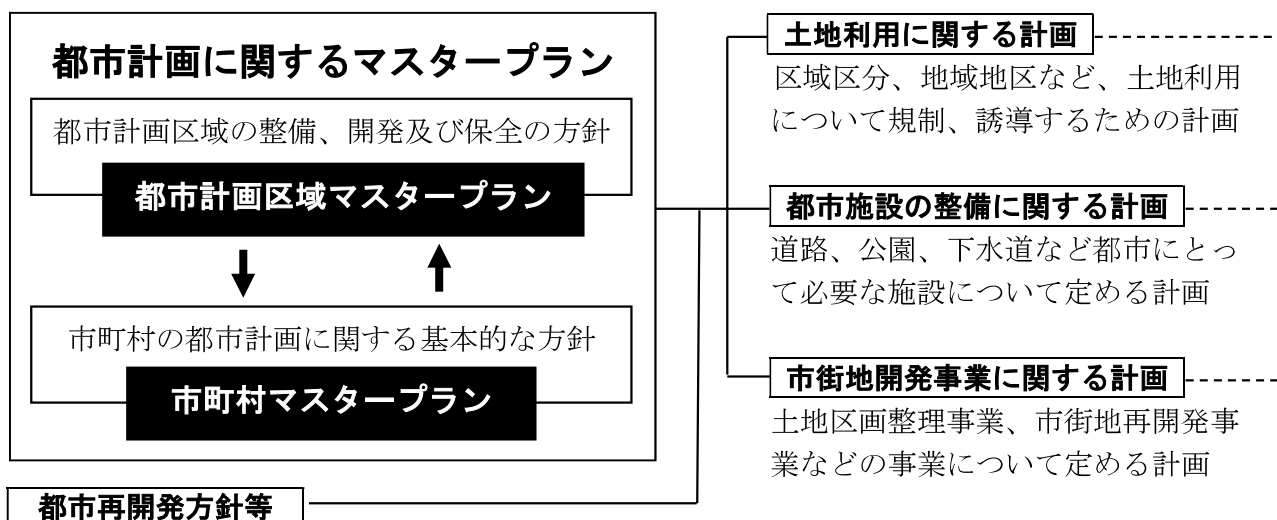 都市計画に関するマスタープラン
都市計画区域の整備、開発及び保全の方針
都市計画区域マスタープラン
市町村の都市計画に関する基本的な方針
市町村マスタープラン
都市再開発方針等
土地利用に関する計画
区域区分、地域地区など、土地利用
について規制、誘導するための計画
都市施設の整備に関する計画
道路、公園、下水道など都市にとっ
て必要な施設について定める計画
市街地開発事業に関する計画
土地区画整理事業、市街地再開発事
業などの事業について定める計画